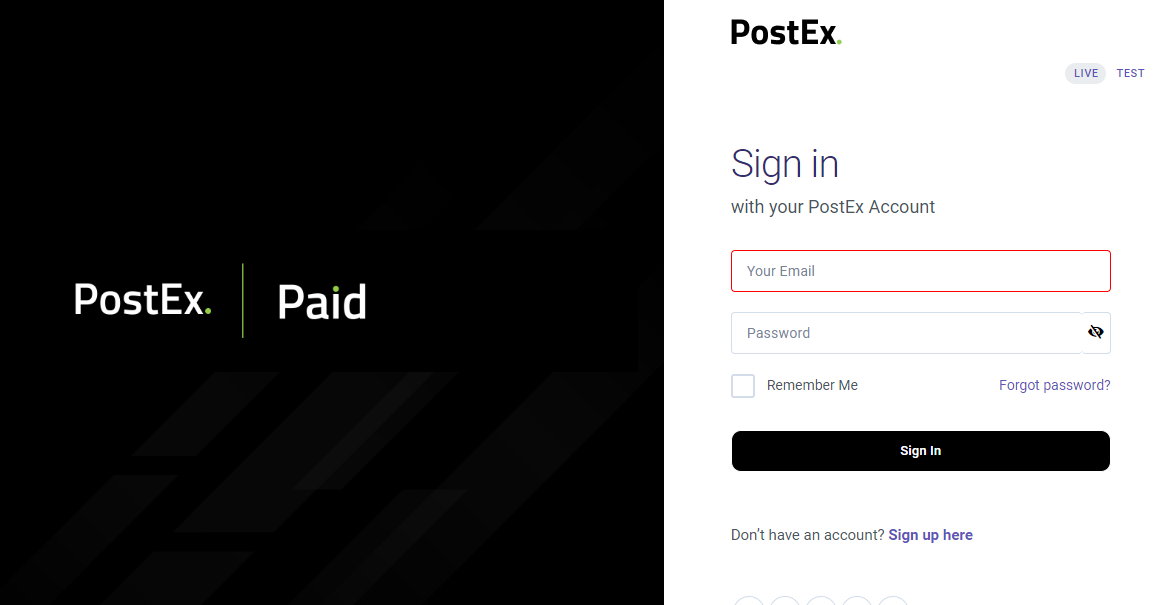 PostEx. | Paid
PostEx.
LIVE TEST
Sign in
with your PostEx Account
Your Email
Password
Remember Me Forgot password?
Sign In
Don't have an account? Sign up here